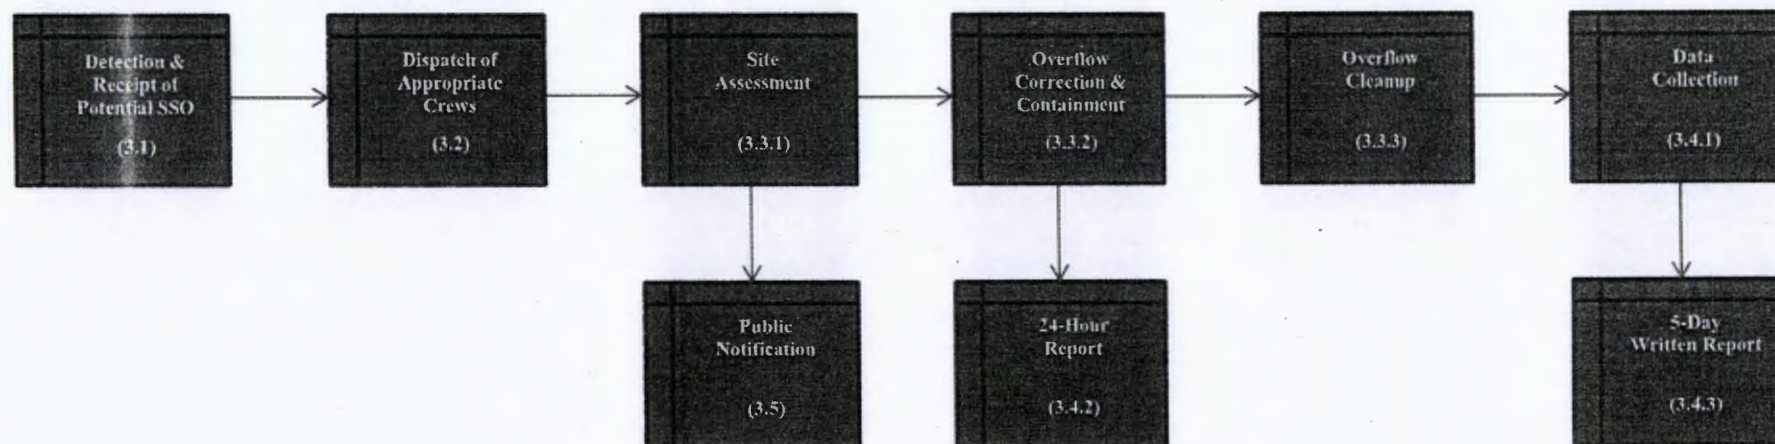 Detection &
Receipt of
Potential SSO
(3.1)
Dispatch of
Appropriate
Crews
(3.2)
Site
Assessment
(3.3.1)
Overflow
Correction &
Containment
(3.3.2)
Overflow
Cleanup
(3.3.3)
Data
Collection
(3.4.1)
Public
Notification
(3.5)
24-Hour
Report
(3.4.2)
5-Day
Written Report
(3.4.3)